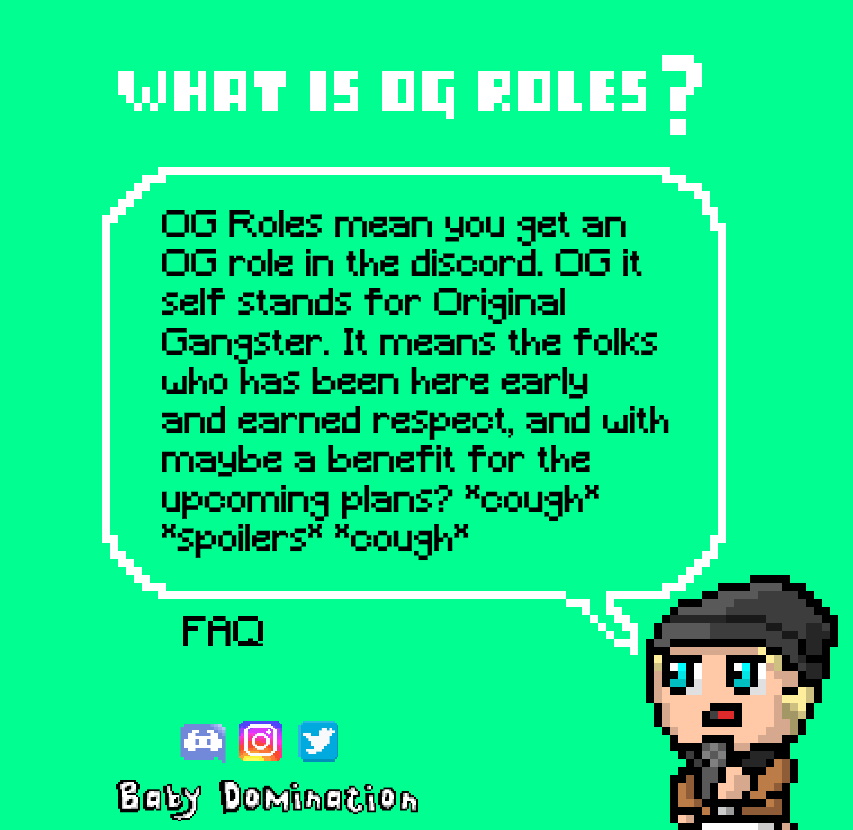 WHAT IS OG ROLES?
OG Roles mean you get an
OG role in the discord. OG it
self stands for Original
Gangster. It means the folks
who has been here early
and earned respect, and with
maybe a benefit for the
upcoming plans? *cough*
*spoilers* *cough*
FAQ
Baby Domination